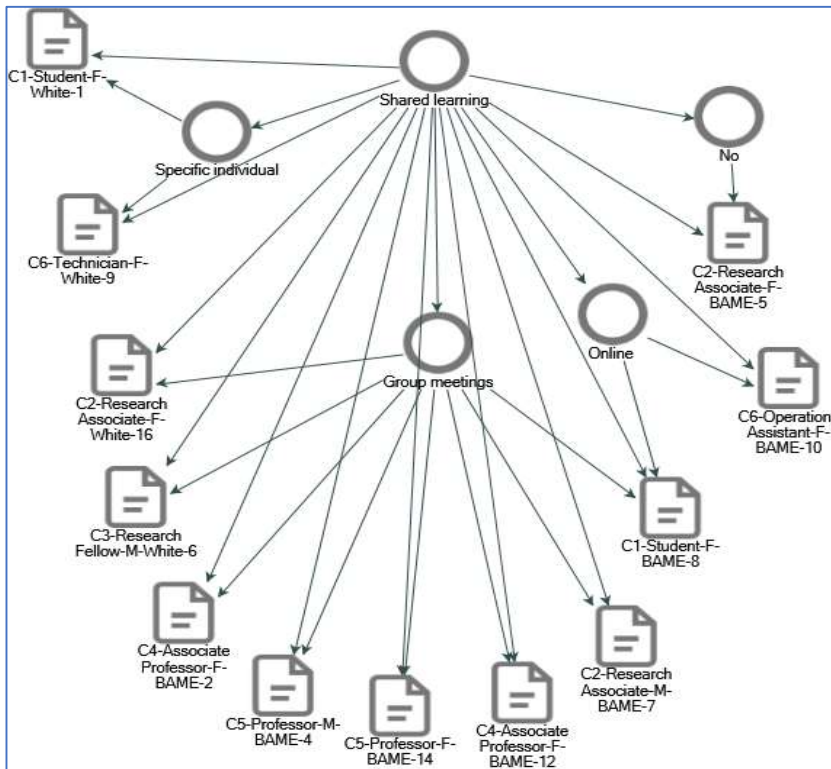 C1-Student-F-
White-1
Shared learning
Specific individual
No
C6-Technician-F-
White-9
C2-Research
Associate-F-
BAME-5
Online
Group meetings
C2-Research
Associate-F-
White-16
C6-Operation
Assistant-F-
BAME-10
C3-Research
Fellow-M-White-6
C1-Student-F-
BAME-8
C4-Associate
Professor-F-
BAME-2
C5-Professor-M-
BAME-4
C5-Professor-F-
BAME-14
C4-Associate
Professor-F-
BAME-12
C2-Research
Associate-M-
BAME-7